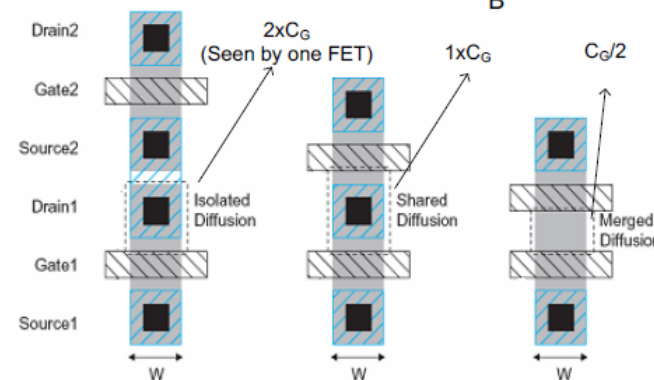 B
Drain2
2xC_G
(Seen by one FET)
1xC_G
C_G/2
Gate2
Source2
Drain1
Isolated
Diffusion
Shared
Diffusion
Merged
Diffusion
Gate1
Source1
W
W
W